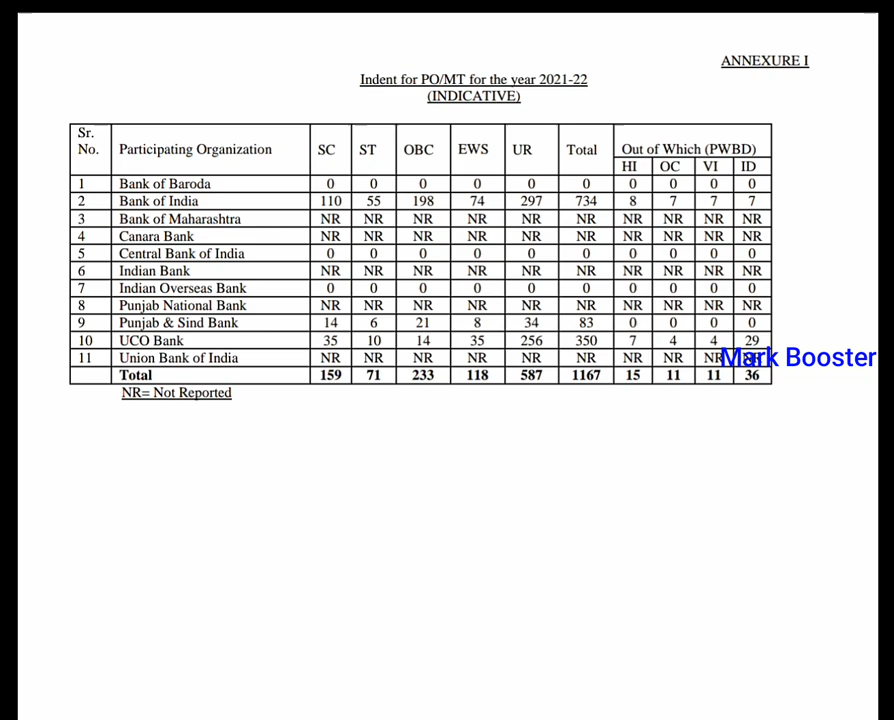 ANNEXURE I
Indent for PO/MT for the year 2021-22
(INDICATIVE)
Sr. No. Participating Organization SC ST OBC EWS UR Total Out of Which (PWBD)
HI OC VI ID
1 Bank of Baroda 0 0 0 0 0 0 0 0 0 0
2 Bank of India 110 55 198 74 297 734 8 7 7 7
3 Bank of Maharashtra NR NR NR NR NR NR NR NR NR NR
4 Canara Bank NR NR NR NR NR NR NR NR NR NR
5 Central Bank of India 0 0 0 0 0 0 0 0 0 0
6 Indian Bank NR NR NR NR NR NR NR NR NR NR
7 Indian Overseas Bank 0 0 0 0 0 0 0 0 0 0
8 Punjab National Bank NR NR NR NR NR NR NR NR NR NR
9 Punjab & Sind Bank 14 6 21 8 34 83 0 0 0 0
10 UCO Bank 35 10 14 35 256 350 7 4 4 29
11 Union Bank of India NR NR NR NR NR NR NR NR NR NR
Mark Booster
Total 159 71 233 118 587 1167 15 11 11 36
NR= Not Reported